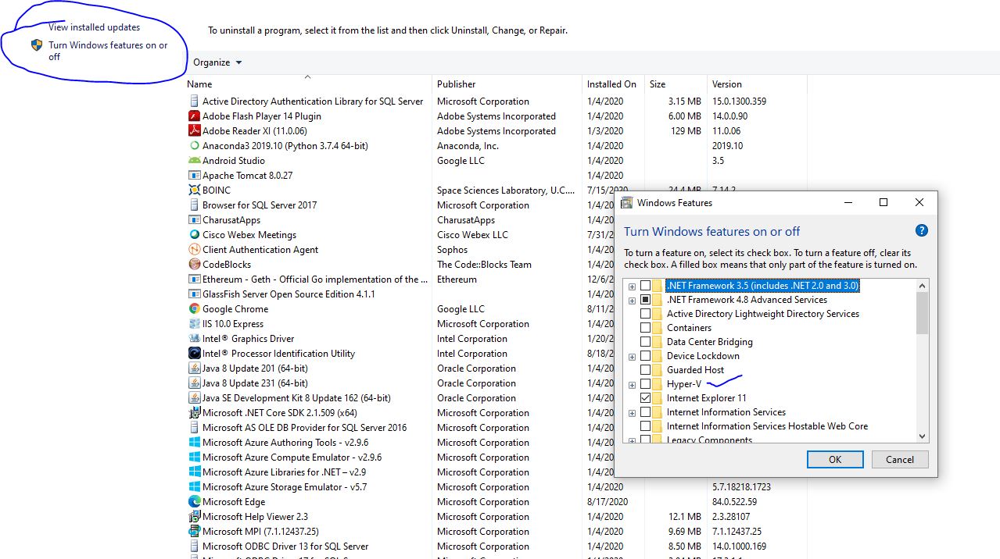 View installed updates
Turn Windows features on or
off
To uninstall a program, select it from the list and then click Uninstall, Change, or Repair.
Organize
Name Publisher Installed On Size Version
Active Directory Authentication Library for SQL Server Microsoft Corporation 1/4/2020 3.15 MB 15.0.1300.359
Adobe Flash Player 14 Plugin Adobe Systems Incorporated 1/4/2020 6.00 MB 14.0.0.90
Adobe Reader XI (11.0.06) Adobe Systems Incorporated 1/3/2020 129 MB 11.0.06
Anaconda3 2019.10 (Python 3.7.4 64-bit) Anaconda, Inc. 1/4/2020 2019.10
Android Studio Google LLC 1/4/2020 3.5
Apache Tomcat 8.0.27 1/4/2020
BOINC Space Sciences Laboratory, U.C.... 7/15/2020 24.4 MB 7.14.2
Browser for SQL Server 2017 Microsoft Corporation 1/4/20
CharusatApps CharusatApps 1/4/20
Cisco Webex Meetings Cisco Webex LLC 7/31/2
Client Authentication Agent Sophos 1/4/20
CodeBlocks The Code::Blocks Team 1/4/20
Ethereum - Geth - Official Go implementation of the ... Ethereum 12/6/2
GlassFish Server Open Source Edition 4.1.1 1/4/20
Google Chrome Google LLC 8/11/2
IIS 10.0 Express Microsoft Corporation 1/4/20
Intel® Graphics Driver Intel Corporation 1/20/2
Intel® Processor Identification Utility Intel Corporation 8/18/2
Java 8 Update 201 (64-bit) Oracle Corporation 1/4/20
Java 8 Update 231 (64-bit) Oracle Corporation 1/4/20
Java SE Development Kit 8 Update 162 (64-bit) Oracle Corporation 1/4/20
Microsoft .NET Core SDK 2.1.509 (x64) Microsoft Corporation 1/4/20
Microsoft AS OLE DB Provider for SQL Server 2016 Microsoft Corporation 1/4/20
Microsoft Azure Authoring Tools - v2.9.6 Microsoft Corporation 1/4/20
Microsoft Azure Compute Emulator - v2.9.6 Microsoft Corporation 1/4/20
Microsoft Azure Libraries for .NET – v2.9 Microsoft Corporation 1/4/20
Microsoft Azure Storage Emulator - v5.7 Microsoft Corporation 1/4/2020 5.7.18218.1723
Microsoft Edge Microsoft Corporation 8/17/2020 84.0.522.59
Microsoft Help Viewer 2.3 Microsoft Corporation 1/4/2020 12.1 MB 2.3.28107
Microsoft MPI (7.1.12437.25) Microsoft Corporation 1/4/2020 9.69 MB 7.1.12437.25
Microsoft ODBC Driver 13 for SQL Server Microsoft Corporation 1/4/2020 8.50 MB 14.0.1000.169
Windows Features
Turn Windows features on or off
To turn a feature on, select its check box. To turn a feature off, clear its
check box. A filled box means that only part of the feature is turned on.
.NET Framework 3.5 (includes .NET 2.0 and 3.0)
.NET Framework 4.8 Advanced Services
Active Directory Lightweight Directory Services
Containers
Data Center Bridging
Device Lockdown
Guarded Host
Hyper-V
Internet Explorer 11
Internet Information Services
Internet Information Services Hostable Web Core
Legacy Components
OK Cancel